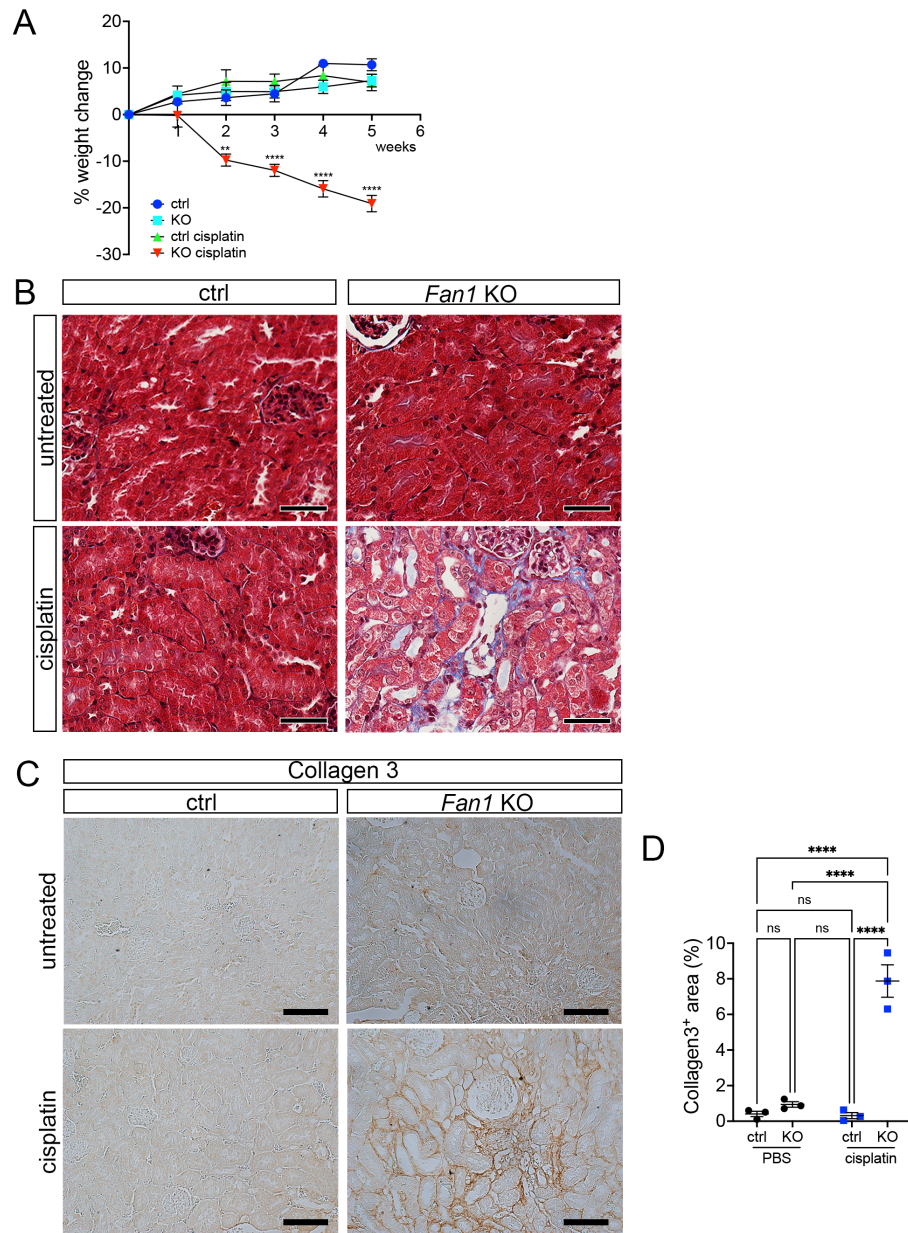 A
20
10
0
-10
-20
-30
% weight change
2
3
4
5
6
weeks
**
****
****
****
ctrl
KO
ctrl cisplatin
KO cisplatin
B
ctrl
Fan1 KO
untreated
cisplatin
C
Collagen 3
ctrl
Fan1 KO
untreated
cisplatin
D
****
****
ns
ns
ns
****
10
8
6
4
2
0
Collagen3+ area (%)
ctrl
KO
ctrl
KO
PBS
cisplatin